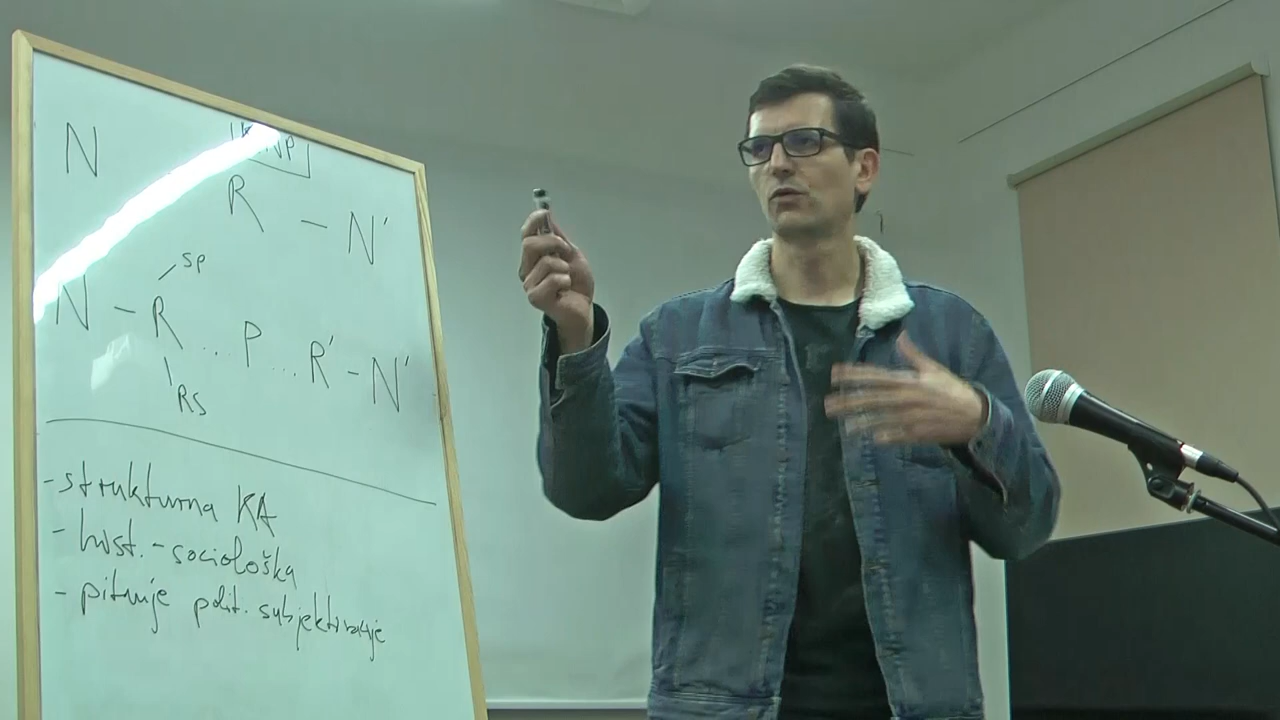 N
R - N'
SP
N - R ... P ... R' - N'
RS
- strukturna KA
- hist. - sociološka
- pitanje polit. subjektivacije